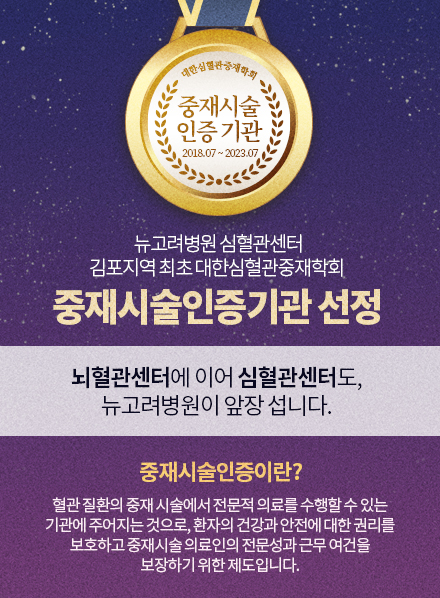 대한심혈관중재학회
중재시술
인증 기관
2018.07 ~ 2023.07
뉴고려병원 심혈관센터
김포지역 최초 대한심혈관중재학회
중재시술인증기관 선정
뇌혈관센터에 이어 심혈관센터도,
뉴고려병원이 앞장 섭니다.
중재시술인증이란?
혈관 질환의 중재 시술에서 전문적 의료를 수행할 수 있는
기관에 주어지는 것으로, 환자의 건강과 안전에 대한 권리를
보호하고 중재시술 의료인의 전문성과 근무 여건을
보장하기 위한 제도입니다.